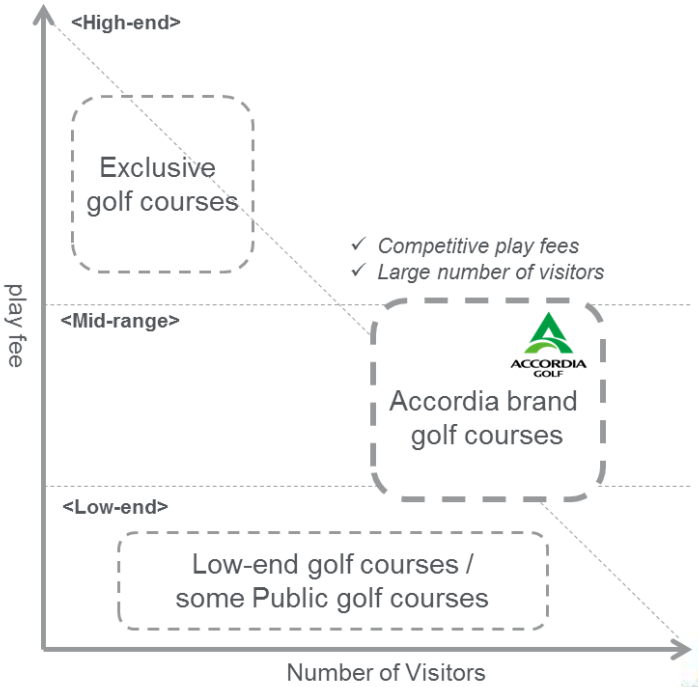 <High-end>
Exclusive
golf courses
✓ Competitive play fees
✓ Large number of visitors
play fee
<Mid-range>
ACCORDIA
GOLF
Accordia brand
golf courses
<Low-end>
Low-end golf courses /
some Public golf courses
Number of Visitors